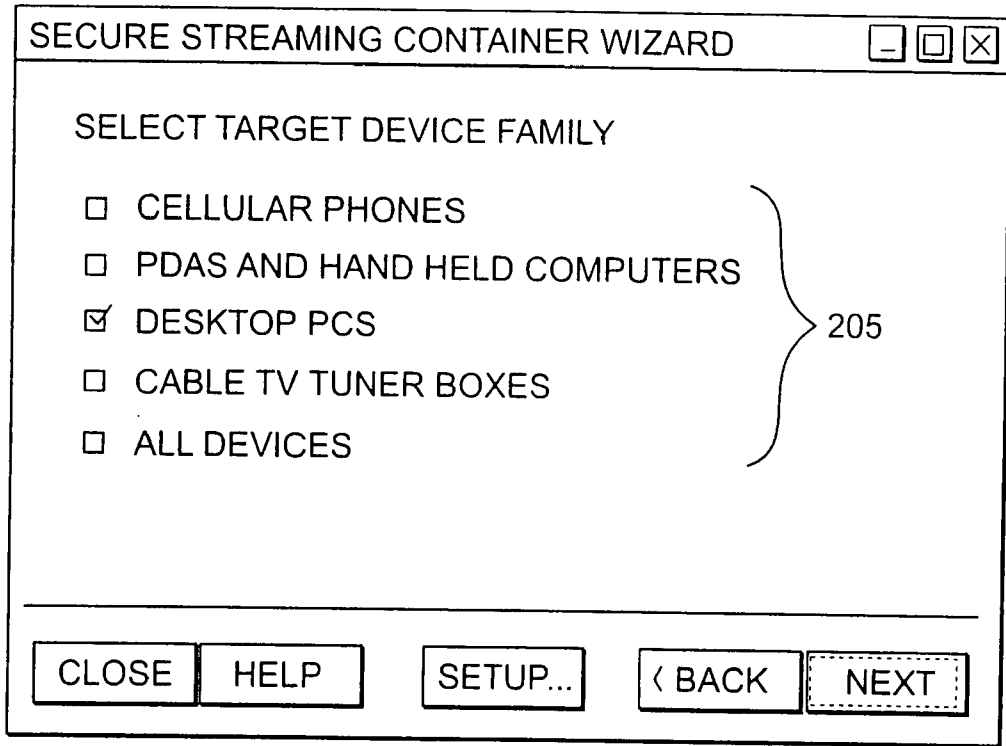 SECURE STREAMING CONTAINER WIZARD
SELECT TARGET DEVICE FAMILY
CELLULAR PHONES
PDAS AND HAND HELD COMPUTERS
DESKTOP PCS
CABLE TV TUNER BOXES
ALL DEVICES
205
CLOSE HELP SETUP... < BACK NEXT